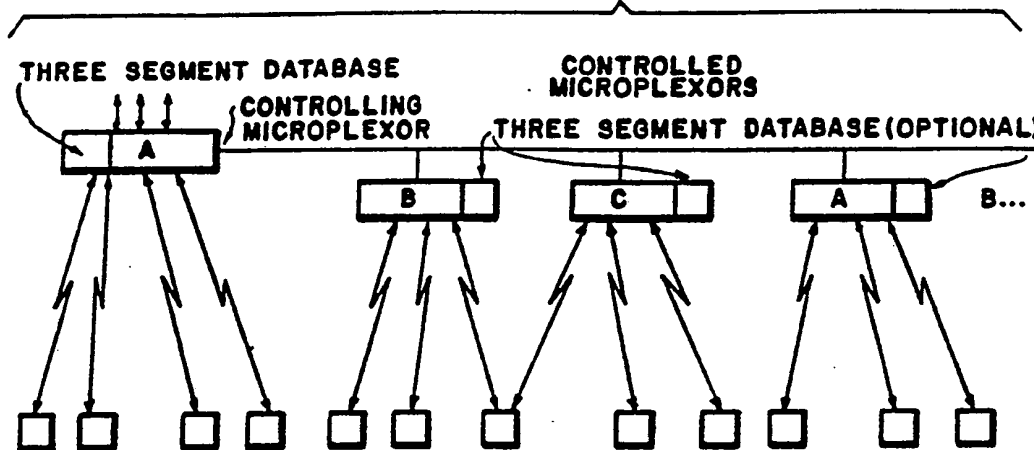 THREE SEGMENT DATABASE
CONTROLLED
MICROPLEXORS
CONTROLLING
MICROPLEXOR
THREE SEGMENT DATABASE(OPTIONAL)
A
B
C
A
B...